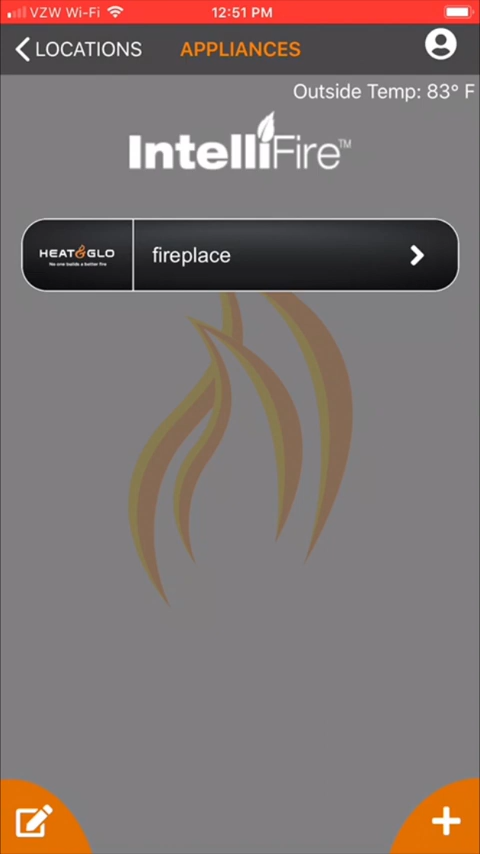 VZW Wi-Fi 12:51 PM
LOCATIONS APPLIANCES
Outside Temp: 83° F
IntelliFire™
HEAT&GLO
No one builds a better fire
fireplace